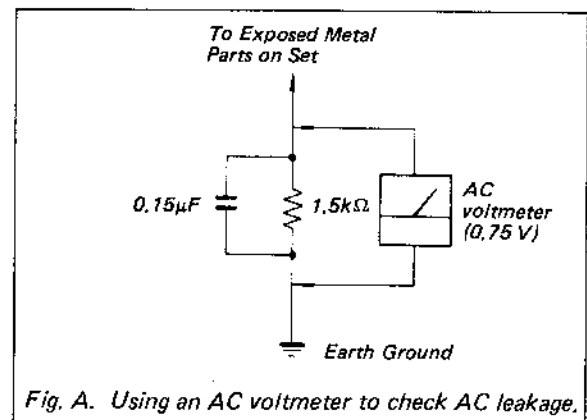 To Exposed Metal
Parts on Set
0.15μF
1.5kΩ
AC
voltmeter
(0.75 V)
Earth Ground
Fig. A. Using an AC voltmeter to check AC leakage.